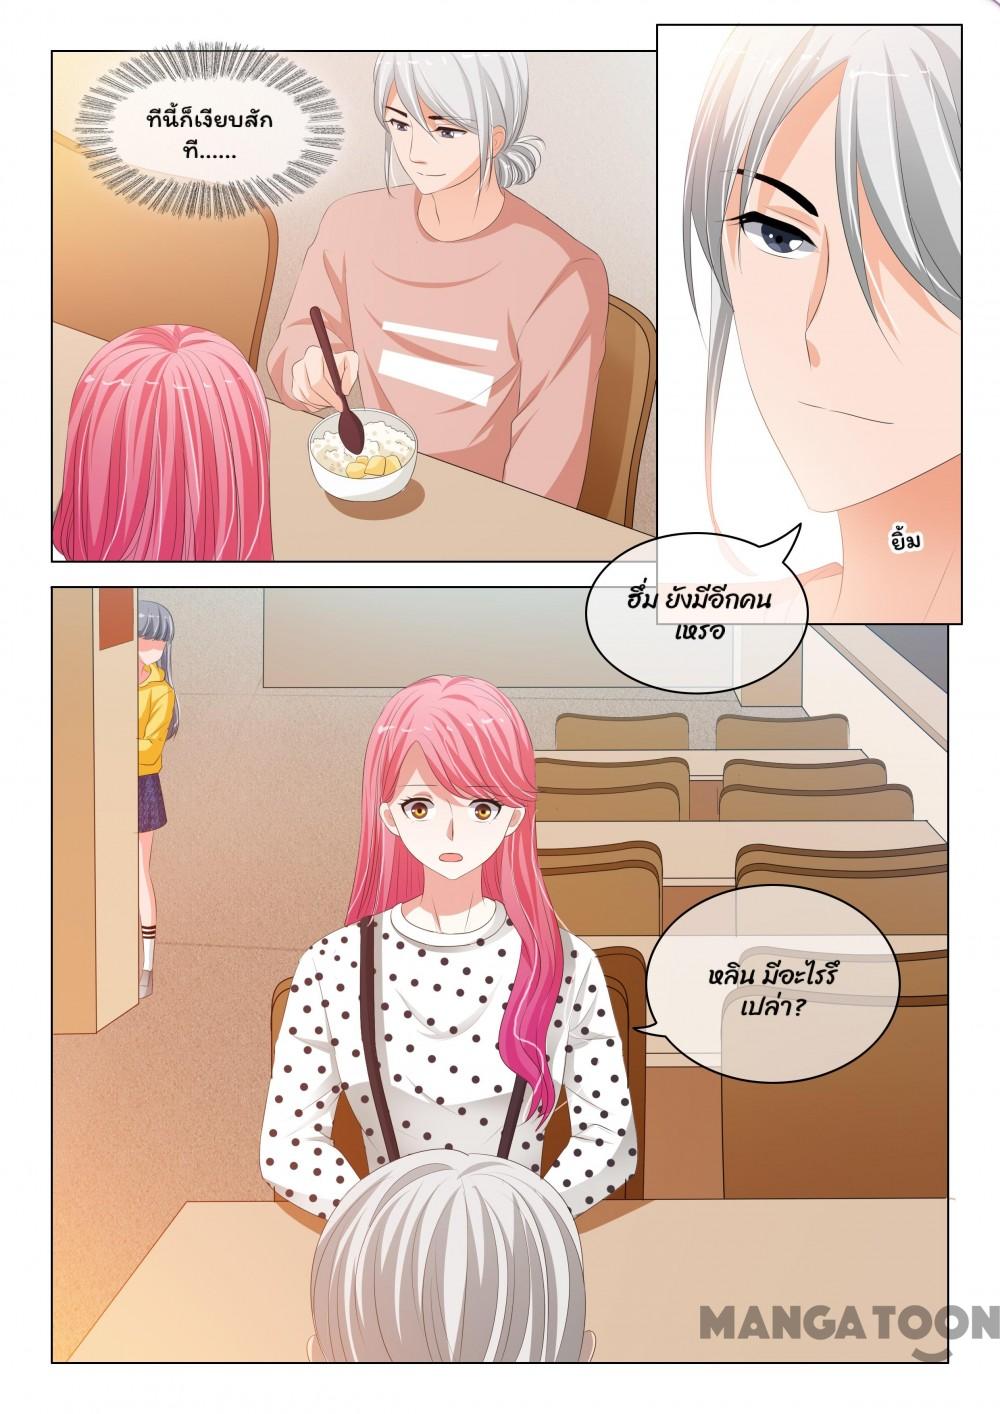 ทีนี้ก็เงียบสัก
ที......
ยิ้ม
ฮึ่ม ยังมีอีกคน
เหรอ
หลิน มีอะไรรึ
เปล่า?
MANGATOON